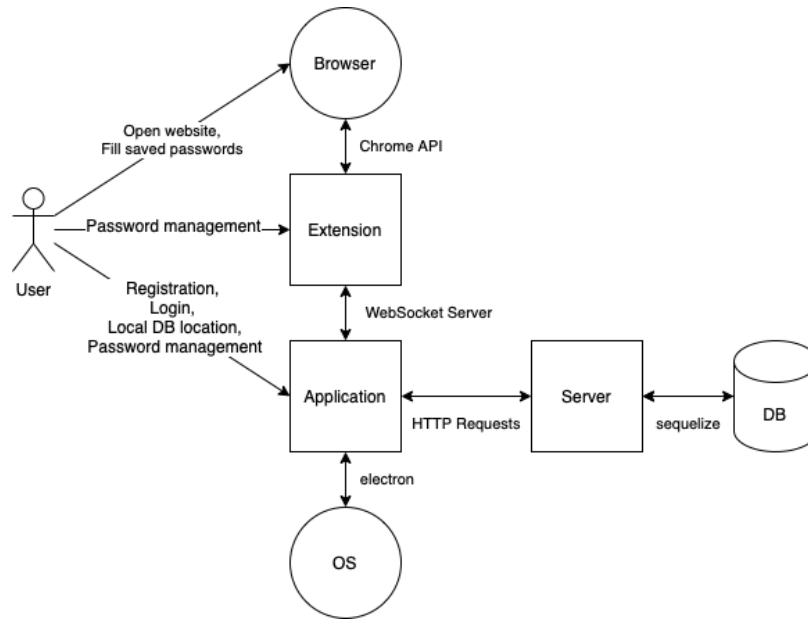 Browser
Open website,
Fill saved passwords
Chrome API
Password management
Extension
User
Registration,
Login,
Local DB location,
Password management
WebSocket Server
Application
HTTP Requests
Server
sequelize
DB
electron
OS